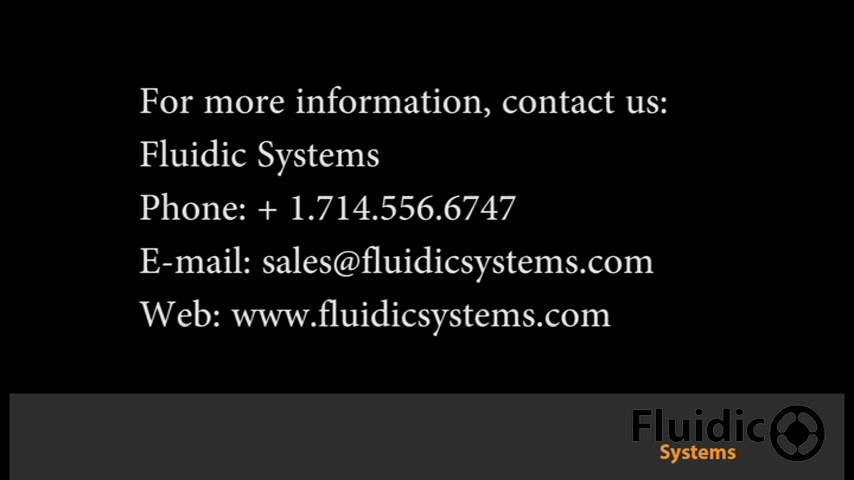 For more information, contact us:
Fluidic Systems
Phone: + 1.714.556.6747
E-mail: sales@fluidicsystems.com
Web: www.fluidicsystems.com
Fluidic
Systems